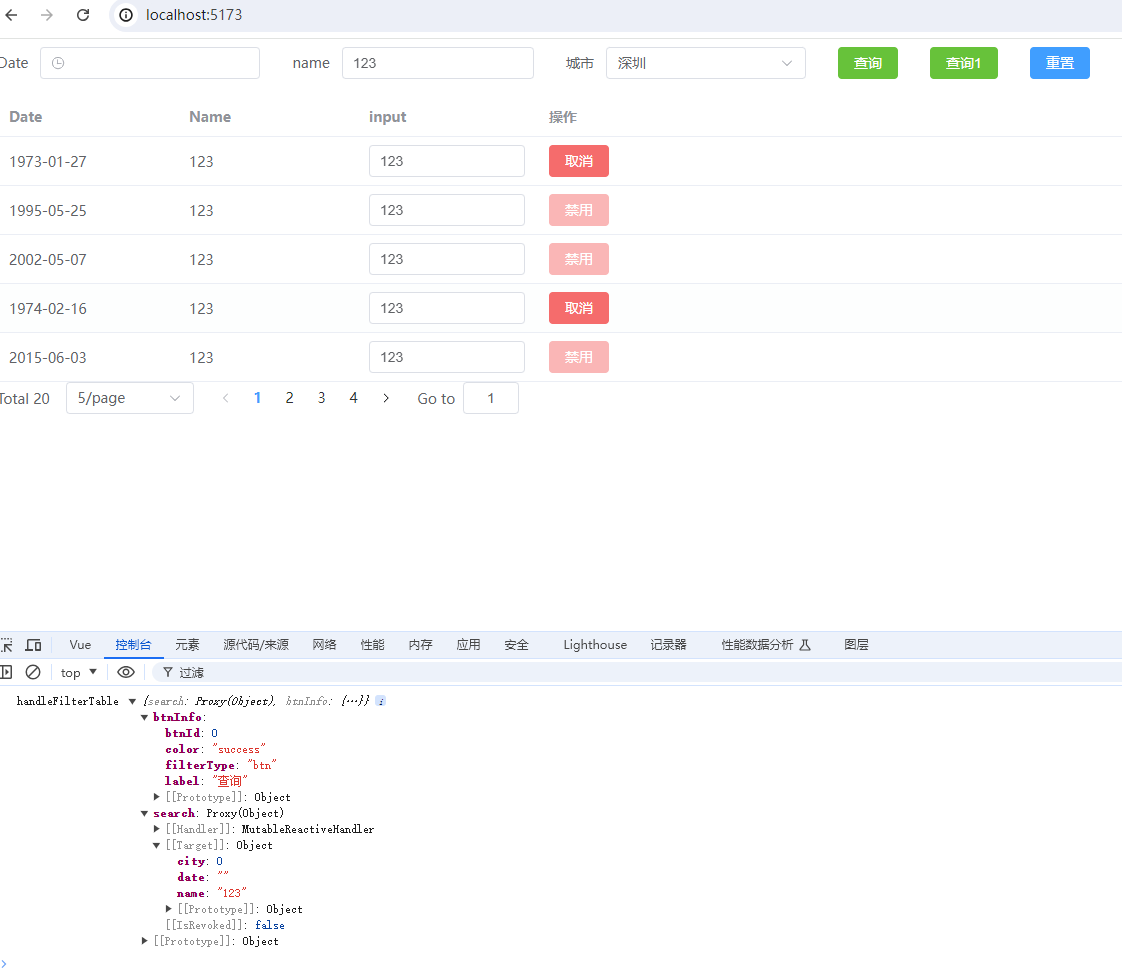 localhost:5173
Date name 123 城市 深圳 查询 查询1 重置
Date Name input 操作
1973-01-27 123 123 取消
1995-05-25 123 123 禁用
2002-05-07 123 123 禁用
1974-02-16 123 123 取消
2015-06-03 123 123 禁用
Total 20 5/page 1 2 3 4 Go to 1
Vue 控制台 元素 源代码/来源 网络 性能 内存 应用 安全 Lighthouse 记录器 性能数据分析 图层
top 过滤
handleFilterTable {search: Proxy(Object), btnInfo: {…}} i
btnInfo:
btnId: 0
color: "success"
filterType: "btn"
label: "查询"
[[Prototype]]: Object
search: Proxy(Object)
[[Handler]]: MutableReactiveHandler
[[Target]]: Object
city: 0
date: ""
name: "123"
[[Prototype]]: Object
[[IsRevoked]]: false
[[Prototype]]: Object